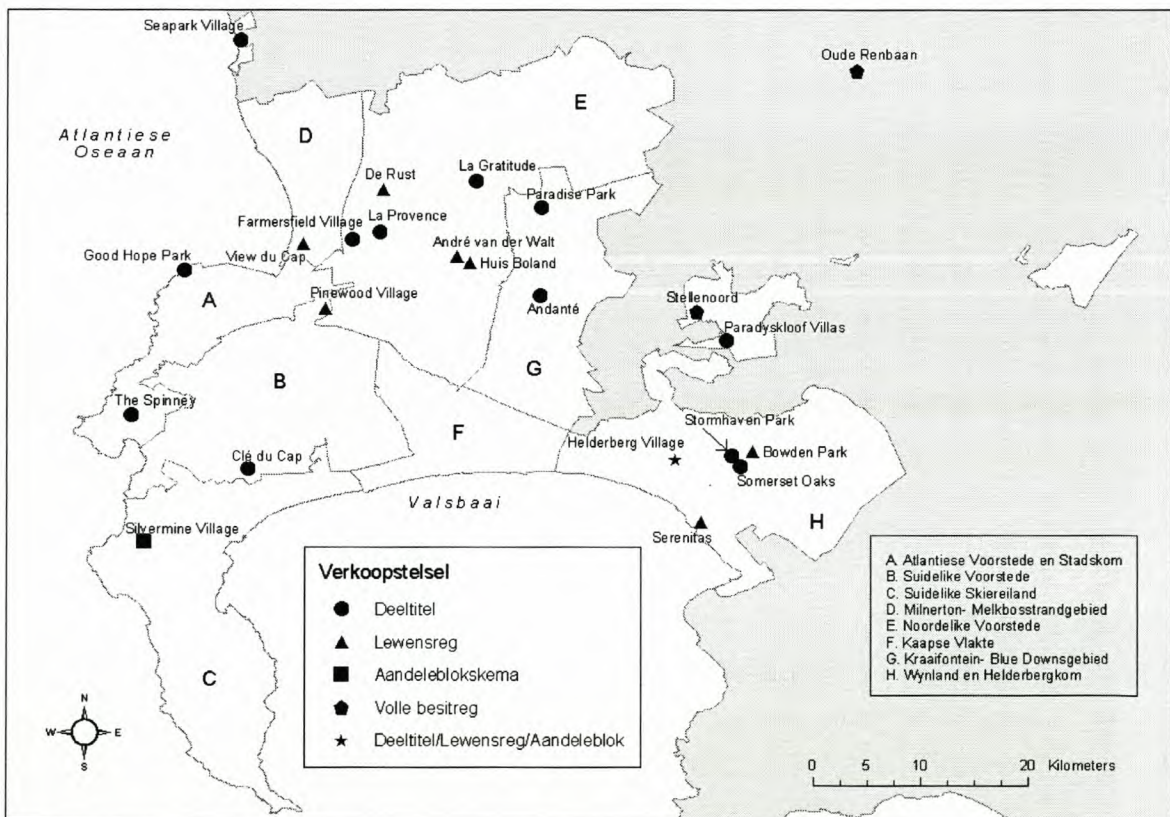 Seapark Village
Oude Renbaan
E
Atlantiese
Oseaan
D
De Rust
La Gratitude
Paradise Park
Farmersfield Village
La Provence
View du Cap
André van der Walt
Huis Boland
Good Hope Park
A
Pinewood Village
Andanté
Stellenoord
Paradyskloof Villas
B
G
The Spinney
F
Stormhaven Park
Helderberg Village
Bowden Park
Clé du Cap
Somerset Oaks
Valsbaai
Silvermine Village
Serenitas
H
C
Verkoopstelsel
Deeltitel
Lewensreg
Aandeleblokskema
Volle besitreg
Deeltitel/Lewensreg/Aandeleblok
A. Atlantiese Voorstede en Stadskom
B. Suidelike Voorstede
C. Suidelike Skiereiland
D. Milnerton- Melkbosstrandgebied
E. Noordelike Voorstede
F. Kaapse Vlakte
G. Kraaifontein- Blue Downsgebied
H. Wynland en Helderbergkom
N
W E
S
0 5 10 20 Kilometers